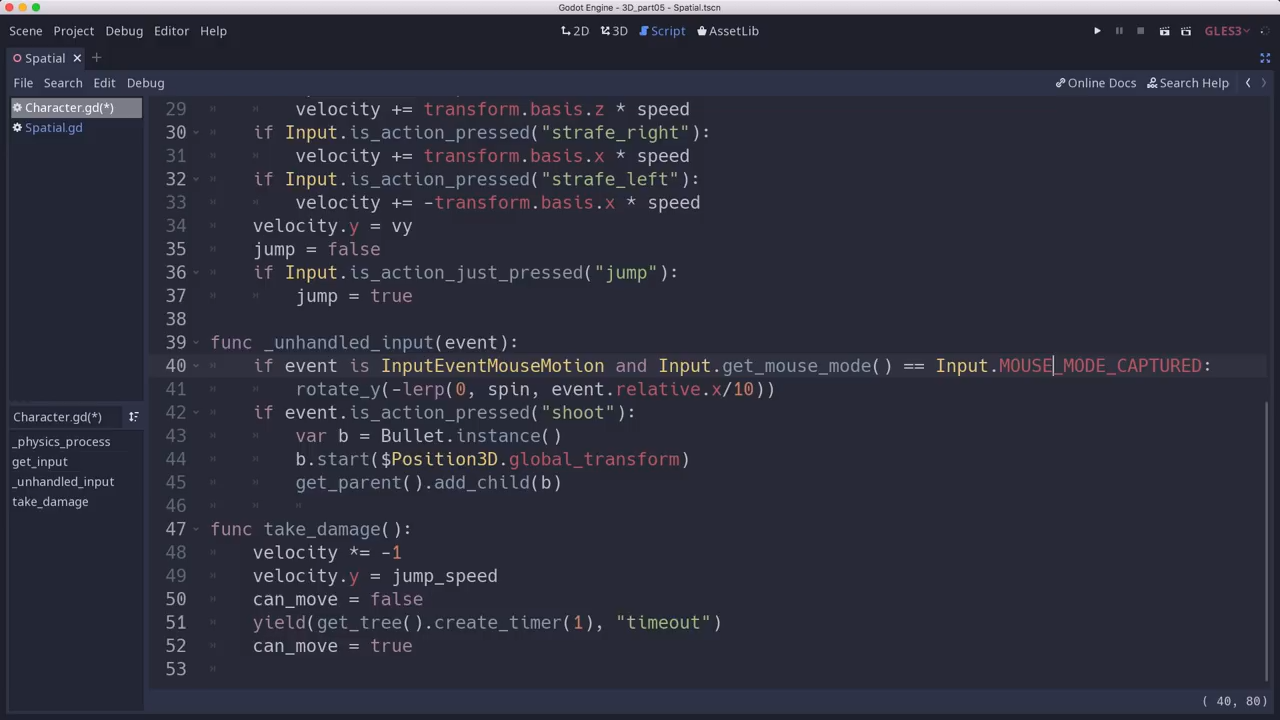 Godot Engine - 3D_part05 - Spatial.tscn
Scene Project Debug Editor Help 2D 3D Script AssetLib GLES3
Spatial
File Search Edit Debug Online Docs Search Help
Character.gd(*)
Spatial.gd
Character.gd(*)
_physics_process
get_input
_unhandled_input
take_damage
29 velocity += transform.basis.z * speed
30 if Input.is_action_pressed("strafe_right"):
31 velocity += transform.basis.x * speed
32 if Input.is_action_pressed("strafe_left"):
33 velocity += -transform.basis.x * speed
34 velocity.y = vy
35 jump = false
36 if Input.is_action_just_pressed("jump"):
37 jump = true
38
39 func _unhandled_input(event):
40 if event is InputEventMouseMotion and Input.get_mouse_mode() == Input.MOUSE_MODE_CAPTURED:
41 rotate_y(-lerp(0, spin, event.relative.x/10))
42 if event.is_action_pressed("shoot"):
43 var b = Bullet.instance()
44 b.start($Position3D.global_transform)
45 get_parent().add_child(b)
46
47 func take_damage():
48 velocity *= -1
49 velocity.y = jump_speed
50 can_move = false
51 yield(get_tree().create_timer(1), "timeout")
52 can_move = true
53
( 40, 80)